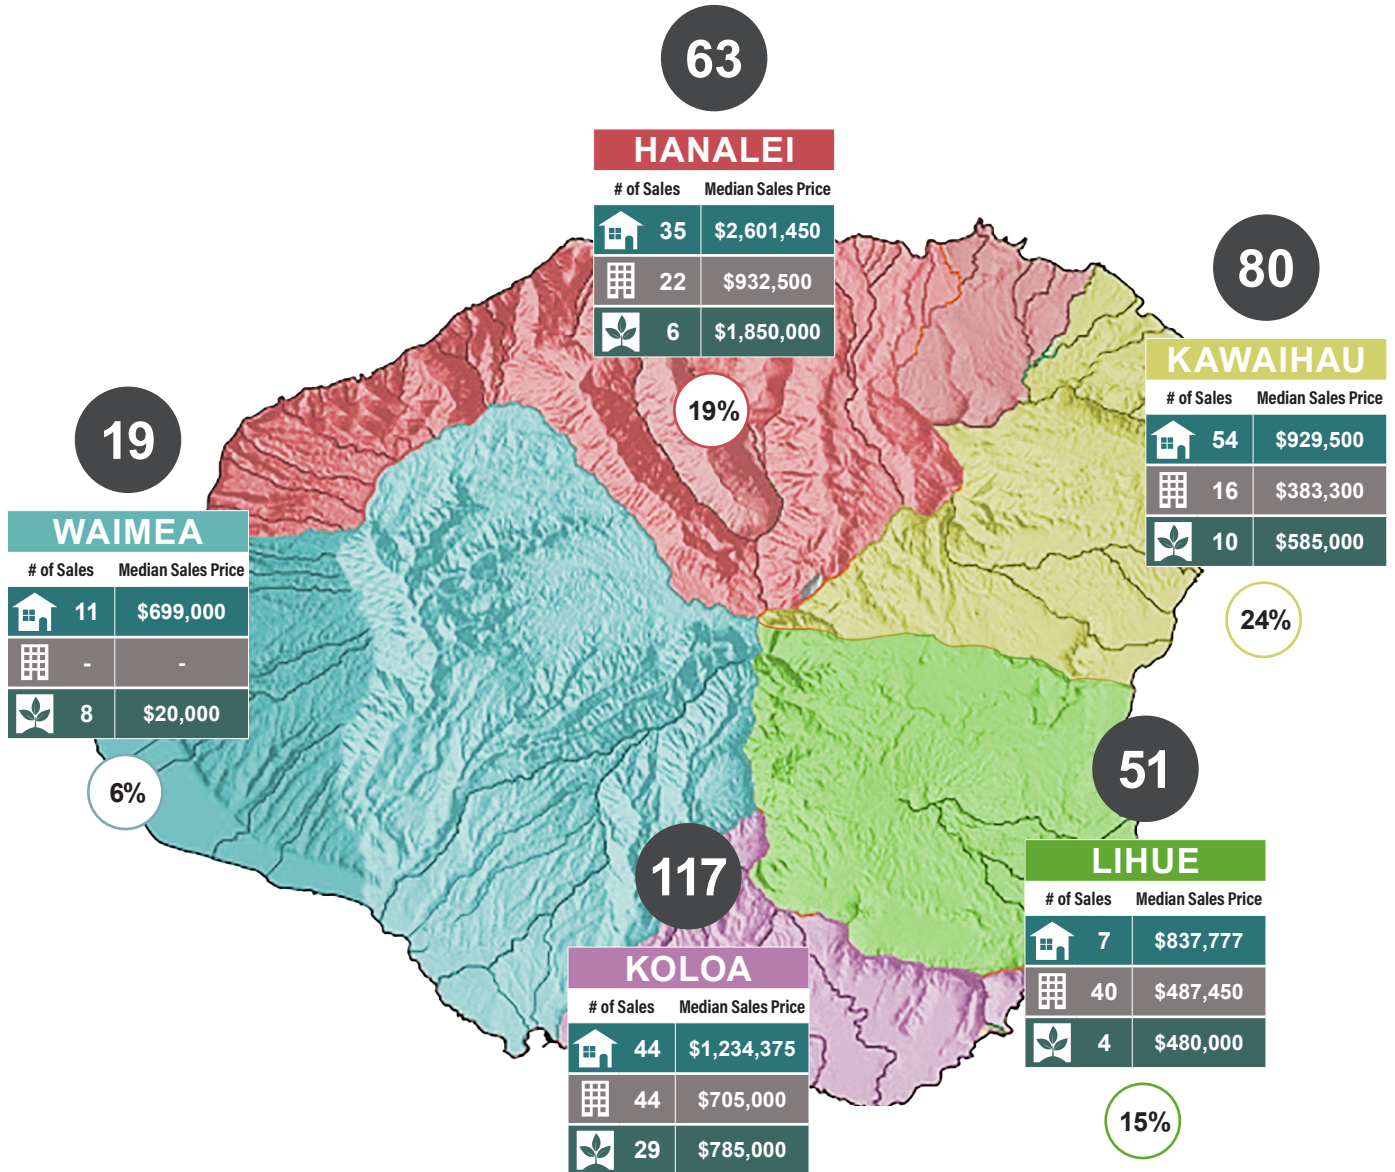 63
HANALEI
# of Sales Median Sales Price
35 $2,601,450
22 $932,500
6 $1,850,000
19%
80
KAWAIHAU
# of Sales Median Sales Price
54 $929,500
16 $383,300
10 $585,000
24%
19
WAIMEA
# of Sales Median Sales Price
11 $699,000
- -
8 $20,000
6%
51
LIHUE
# of Sales Median Sales Price
7 $837,777
40 $487,450
4 $480,000
15%
117
KOLOA
# of Sales Median Sales Price
44 $1,234,375
44 $705,000
29 $785,000